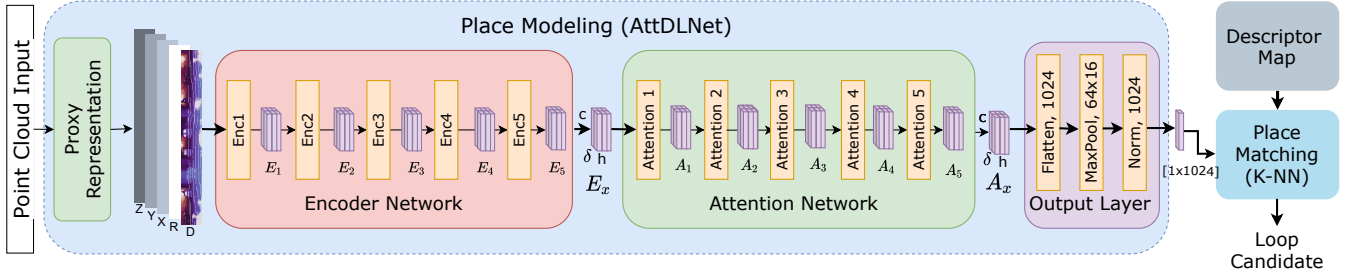 Point Cloud Input
Place Modeling (AttDLNet)
Proxy
Representation
Z
Y
X
R
D
Enc1
E1
Enc2
E2
Enc3
E3
Enc4
E4
Enc5
E5
Encoder Network
c
δ h
Ex
Attention 1
A1
Attention 2
A2
Attention 3
A3
Attention 4
A4
Attention 5
A5
Attention Network
c
δ h
Ax
Flatten, 1024
MaxPool, 64x16
Norm, 1024
Output Layer
[1x1024]
Descriptor
Map
Place
Matching
(K-NN)
Loop
Candidate